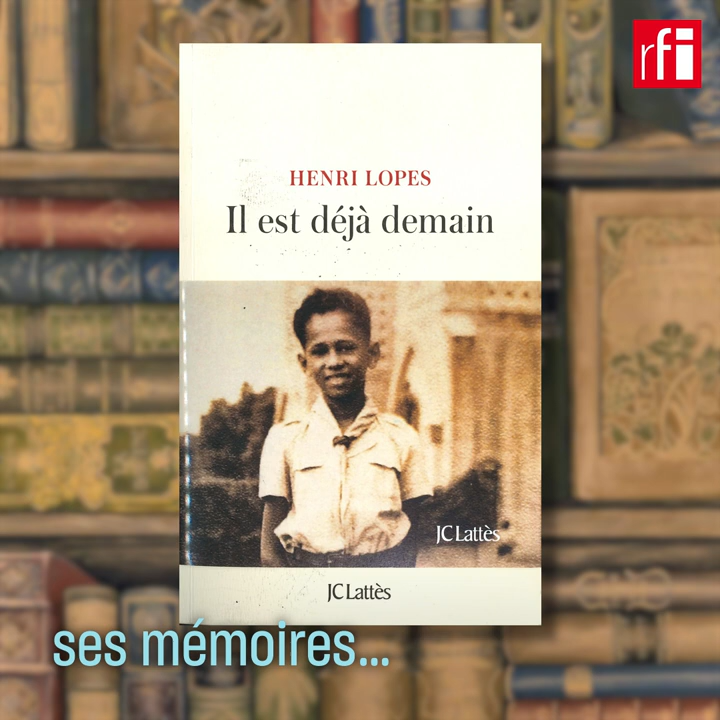 rfi
HENRI LOPES
Il est déjà demain
JC Lattès
JC Lattès
ses mémoires...